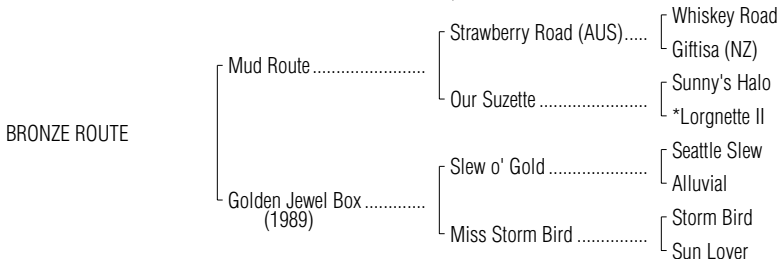 Whiskey Road
Strawberry Road (AUS).....
Giftisa (NZ)
Mud Route........................
Sunny's Halo
Our Suzette .......................
*Lorgnette II
BRONZE ROUTE
Seattle Slew
Slew o' Gold .....................
Alluvial
Golden Jewel Box .............
(1989)
Storm Bird
Miss Storm Bird ...............
Sun Lover